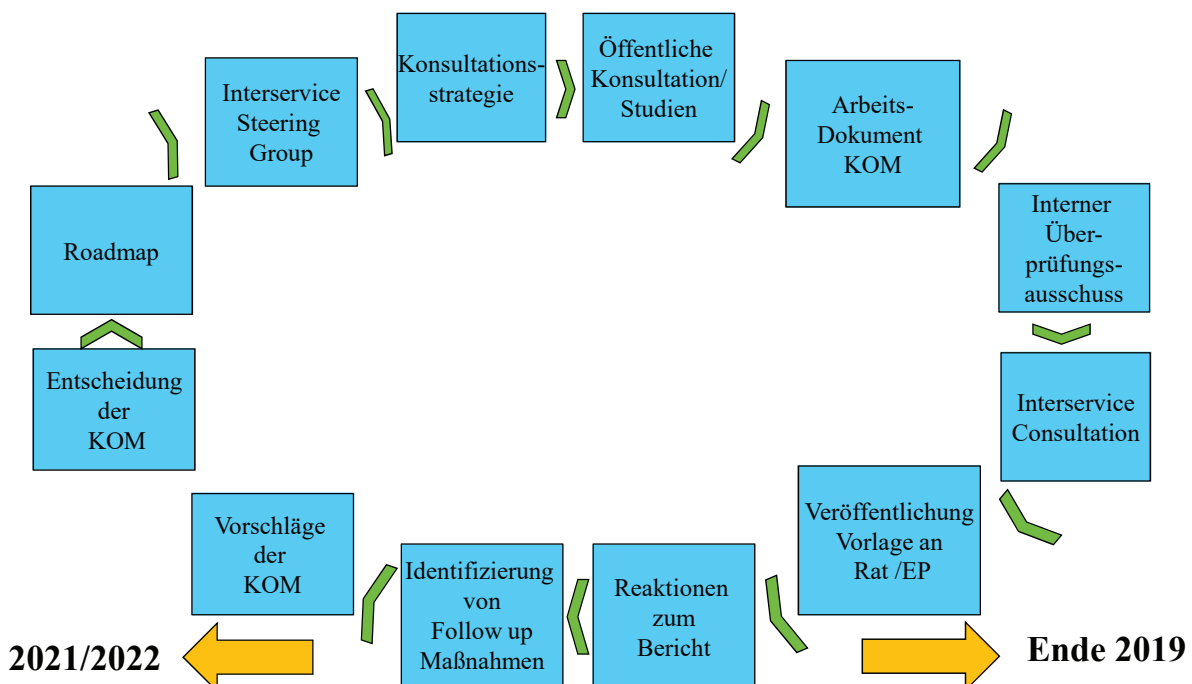 Entscheidung
der
KOM
Roadmap
Interservice
Steering
Group
Konsultations-
strategie
Öffentliche
Konsultation/
Studien
Arbeits-
Dokument
KOM
Interner
Über-
prüfungs-
ausschuss
Interservice
Consultation
Veröffentlichung
Vorlage an
Rat /EP
Ende 2019
Reaktionen
zum
Bericht
Identifizierung
von
Follow up
Maßnahmen
Vorschläge
der
KOM
2021/2022